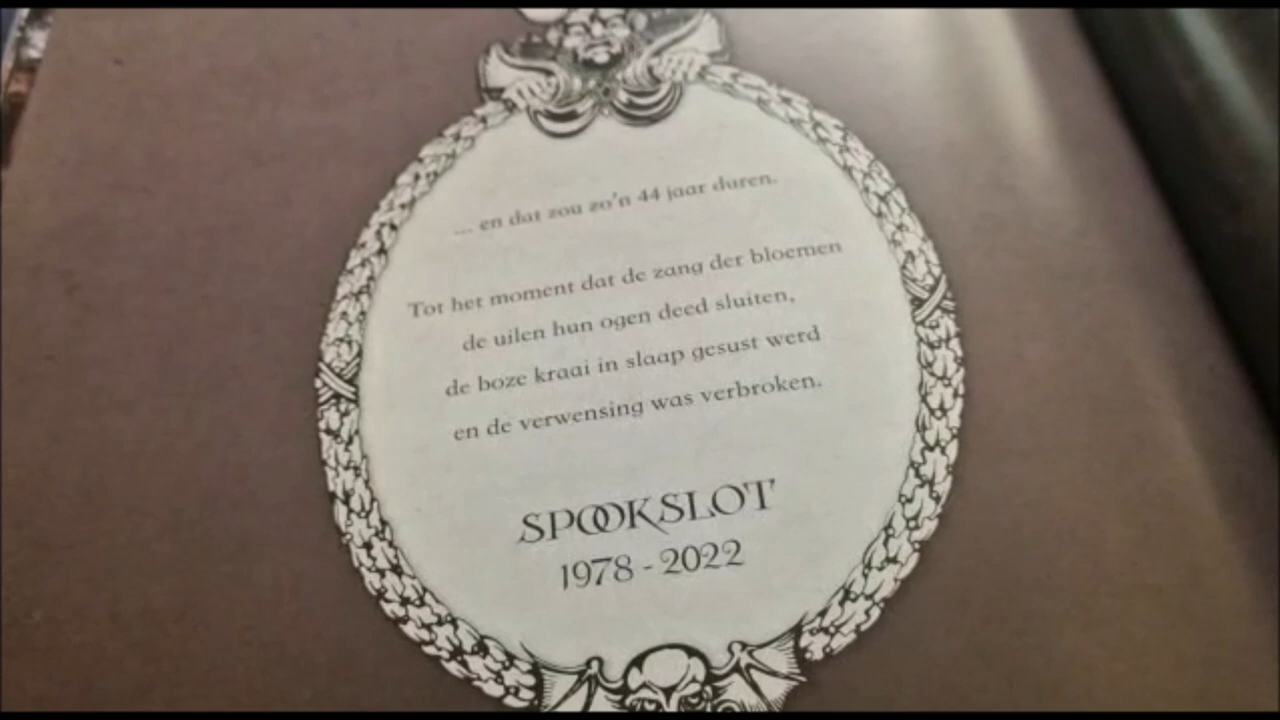 ... en dat zou zo'n 44 jaar duren.
Tot het moment dat de zang der bloemen
de uilen hun ogen deed sluiten,
de boze kraai in slaap gesust werd
en de verwensing was verbroken.
SPOOKSLOT
1978 - 2022